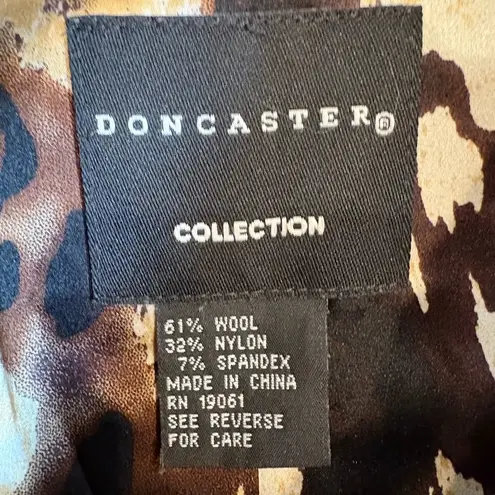 DONCASTER®
COLLECTION
61% WOOL
32% NYLON
7% SPANDEX
MADE IN CHINA
RN 19061
SEE REVERSE
FOR CARE